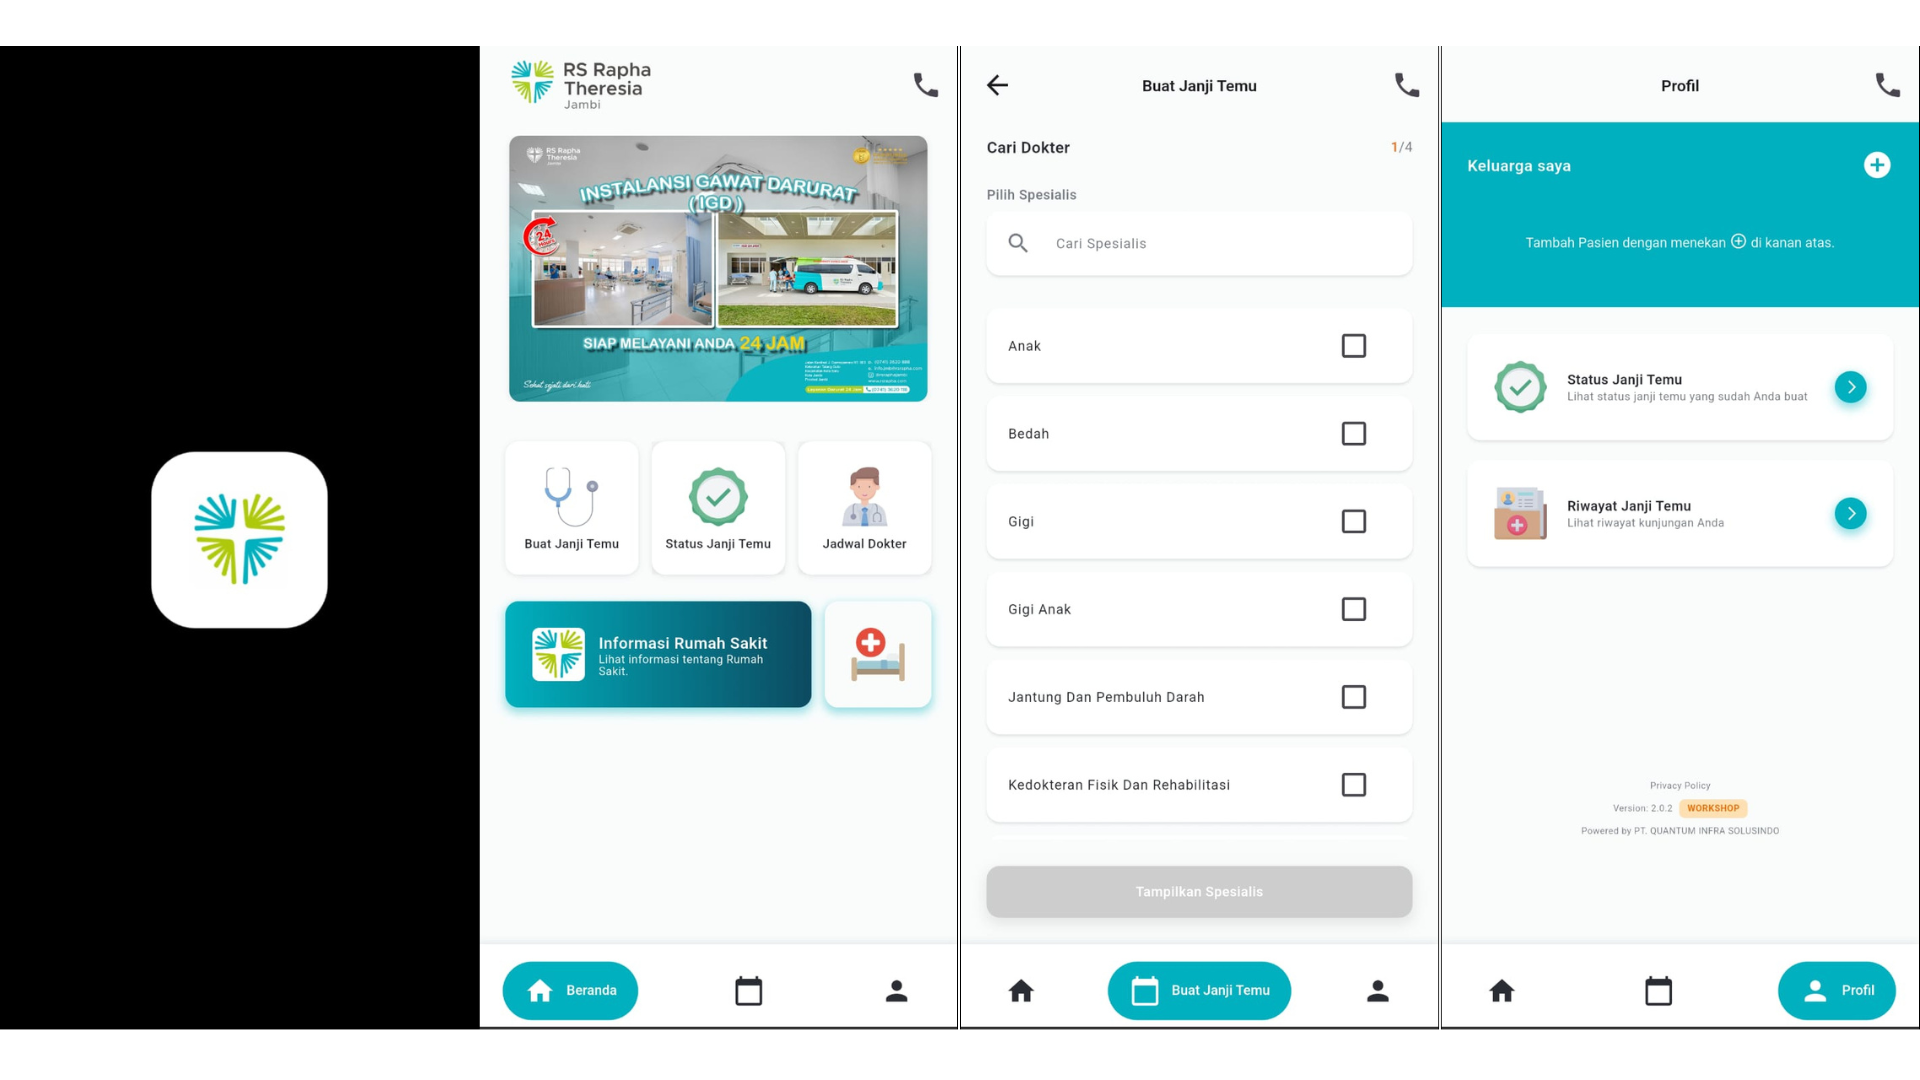 RS Rapha
Theresia
Jambi
RS Rapha
Theresia
INSTALANSI GAWAT DARURAT
(IGD)
24
SIAP MELAYANI ANDA 24 JAM
Sehat sejati dari hati
Buat Janji Temu
Status Janji Temu
Jadwal Dokter
Informasi Rumah Sakit
Lihat informasi tentang Rumah
Sakit.
Beranda
Buat Janji Temu
Cari Dokter
1/4
Pilih Spesialis
Cari Spesialis
Anak
Bedah
Gigi
Gigi Anak
Jantung Dan Pembuluh Darah
Kedokteran Fisik Dan Rehabilitasi
Tampilkan Spesialis
Buat Janji Temu
Profil
Keluarga saya
Tambah Pasien dengan menekan di kanan atas.
Status Janji Temu
Lihat status janji temu yang sudah Anda buat
Riwayat Janji Temu
Lihat riwayat kunjungan Anda
Privacy Policy
Version: 2.0.2 WORKSHOP
Powered by PT. QUANTUM INFRA SOLUSINDO
Profil